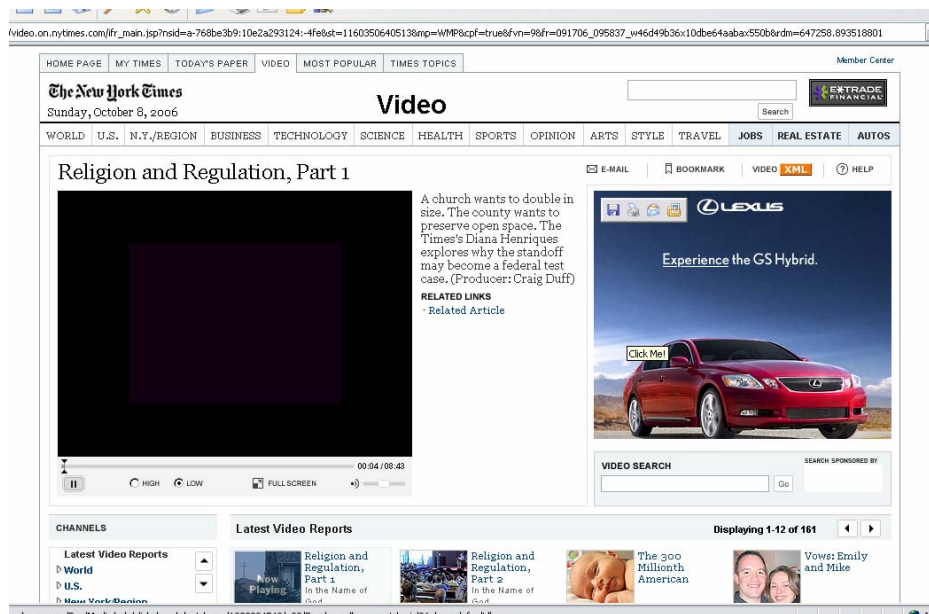 /video.on.nytimes.com/ifr_main.jsp?nsid=a-768be3b9:10e2a293124:-4fe&st=1160350640513&mp=WMP&cpf=true&fvn=9&fr=091706_095837_w46d49b36x10dbe64aabax550b&rdm=647258.893518801
HOME PAGE MY TIMES TODAY'S PAPER VIDEO MOST POPULAR TIMES TOPICS
Member Center
The New York Times
Sunday, October 8, 2006
Video
Search
E*TRADE
FINANCIAL
WORLD U.S. N.Y./REGION BUSINESS TECHNOLOGY SCIENCE HEALTH SPORTS OPINION ARTS STYLE TRAVEL JOBS REAL ESTATE AUTOS
Religion and Regulation, Part 1
E-MAIL BOOKMARK VIDEO XML ? HELP
A church wants to double in
size. The county wants to
preserve open space. The
Times's Diana Henriques
explores why the standoff
may become a federal test
case. (Producer: Craig Duff)
RELATED LINKS
Related Article
LEXUS
Experience the GS Hybrid.
Click Me!
00:04 / 08:43
HIGH LOW FULL SCREEN
VIDEO SEARCH
SEARCH SPONSORED BY
Go
CHANNELS
Latest Video Reports
World
U.S.
New York/Region
Latest Video Reports
Displaying 1-12 of 161
Now
Playing
Religion and
Regulation,
Part 1
In the Name of
God
Religion and
Regulation,
Part 2
In the Name of
God
The 300
Millionth
American
Vows: Emily
and Mike